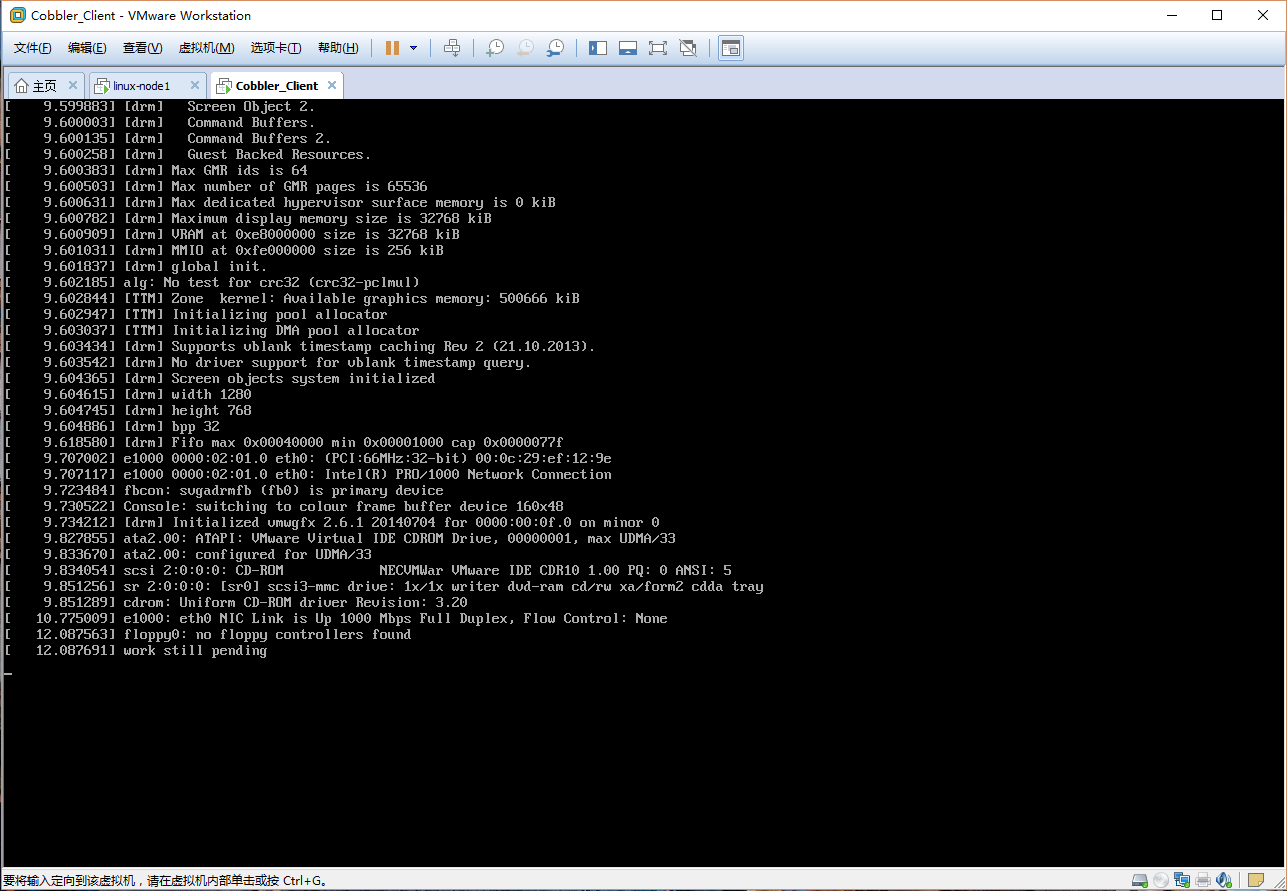 Cobbler_Client - VMware Workstation
文件(F) 编辑(E) 查看(V) 虚拟机(M) 选项卡(T) 帮助(H)
主页 linux-node1 Cobbler_Client
[    9.599883] [drm]   Screen Object 2.
[    9.600003] [drm]   Command Buffers.
[    9.600135] [drm]   Command Buffers 2.
[    9.600258] [drm]   Guest Backed Resources.
[    9.600383] [drm] Max GMR ids is 64
[    9.600503] [drm] Max number of GMR pages is 65536
[    9.600631] [drm] Max dedicated hypervisor surface memory is 0 kiB
[    9.600782] [drm] Maximum display memory size is 32768 kiB
[    9.600909] [drm] VRAM at 0xe8000000 size is 32768 kiB
[    9.601031] [drm] MMIO at 0xfe000000 size is 256 kiB
[    9.601837] [drm] global init.
[    9.602185] alg: No test for crc32 (crc32-pclmul)
[    9.602844] [TTM] Zone  kernel: Available graphics memory: 500666 kiB
[    9.602947] [TTM] Initializing pool allocator
[    9.603037] [TTM] Initializing DMA pool allocator
[    9.603434] [drm] Supports vblank timestamp caching Rev 2 (21.10.2013).
[    9.603542] [drm] No driver support for vblank timestamp query.
[    9.604365] [drm] Screen objects system initialized
[    9.604615] [drm] width 1280
[    9.604745] [drm] height 768
[    9.604886] [drm] bpp 32
[    9.618580] [drm] Fifo max 0x00040000 min 0x00001000 cap 0x0000077f
[    9.707002] e1000 0000:02:01.0 eth0: (PCI:66MHz:32-bit) 00:0c:29:ef:12:9e
[    9.707117] e1000 0000:02:01.0 eth0: Intel(R) PRO/1000 Network Connection
[    9.723484] fbcon: svgadrmfb (fb0) is primary device
[    9.730522] Console: switching to colour frame buffer device 160x48
[    9.734212] [drm] Initialized vmwgfx 2.6.1 20140704 for 0000:00:0f.0 on minor 0
[    9.827855] ata2.00: ATAPI: VMware Virtual IDE CDROM Drive, 00000001, max UDMA/33
[    9.833670] ata2.00: configured for UDMA/33
[    9.834054] scsi 2:0:0:0: CD-ROM            NECVMWar VMware IDE CDR10 1.00 PQ: 0 ANSI: 5
[    9.851256] sr 2:0:0:0: [sr0] scsi3-mmc drive: 1x/1x writer dvd-ram cd/rw xa/form2 cdda tray
[    9.851289] cdrom: Uniform CD-ROM driver Revision: 3.20
[   10.775009] e1000: eth0 NIC Link is Up 1000 Mbps Full Duplex, Flow Control: None
[   12.087563] floppy0: no floppy controllers found
[   12.087691] work still pending
要将输入定向到该虚拟机，请在虚拟机内部单击或按 Ctrl+G。